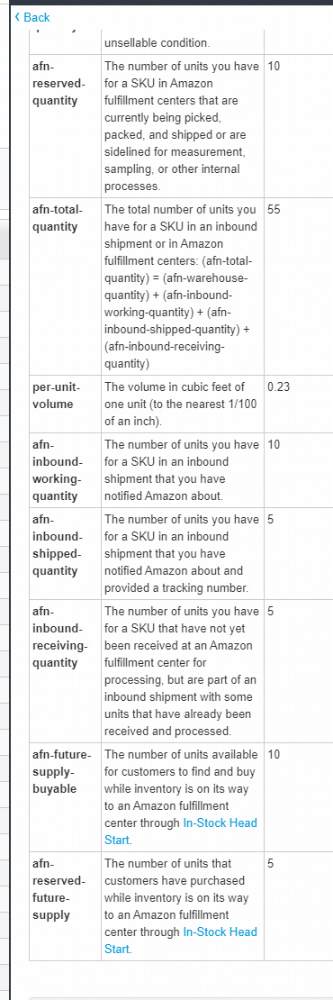 Back
unsellable condition.
afn-
reserved-
quantity
The number of units you have
for a SKU in Amazon
fulfillment centers that are
currently being picked,
packed, and shipped or are
sidelined for measurement,
sampling, or other internal
processes.
10
afn-total-
quantity
The total number of units you
have for a SKU in an inbound
shipment or in Amazon
fulfillment centers: (afn-total-
quantity) = (afn-warehouse-
quantity) + (afn-inbound-
working-quantity) + (afn-
inbound-shipped-quantity) +
(afn-inbound-receiving-
quantity)
55
per-unit-
volume
The volume in cubic feet of
one unit (to the nearest 1/100
of an inch).
0.23
afn-
inbound-
working-
quantity
The number of units you have
for a SKU in an inbound
shipment that you have
notified Amazon about.
10
afn-
inbound-
shipped-
quantity
The number of units you have
for a SKU in an inbound
shipment that you have
notified Amazon about and
provided a tracking number.
5
afn-
inbound-
receiving-
quantity
The number of units you have
for a SKU that have not yet
been received at an Amazon
fulfillment center for
processing, but are part of an
inbound shipment with some
units that have already been
received and processed.
5
afn-future-
supply-
buyable
The number of units available
for customers to find and buy
while inventory is on its way
to an Amazon fulfillment
center through In-Stock Head
Start.
10
afn-
reserved-
future-
supply
The number of units that
customers have purchased
while inventory is on its way
to an Amazon fulfillment
center through In-Stock Head
Start.
5